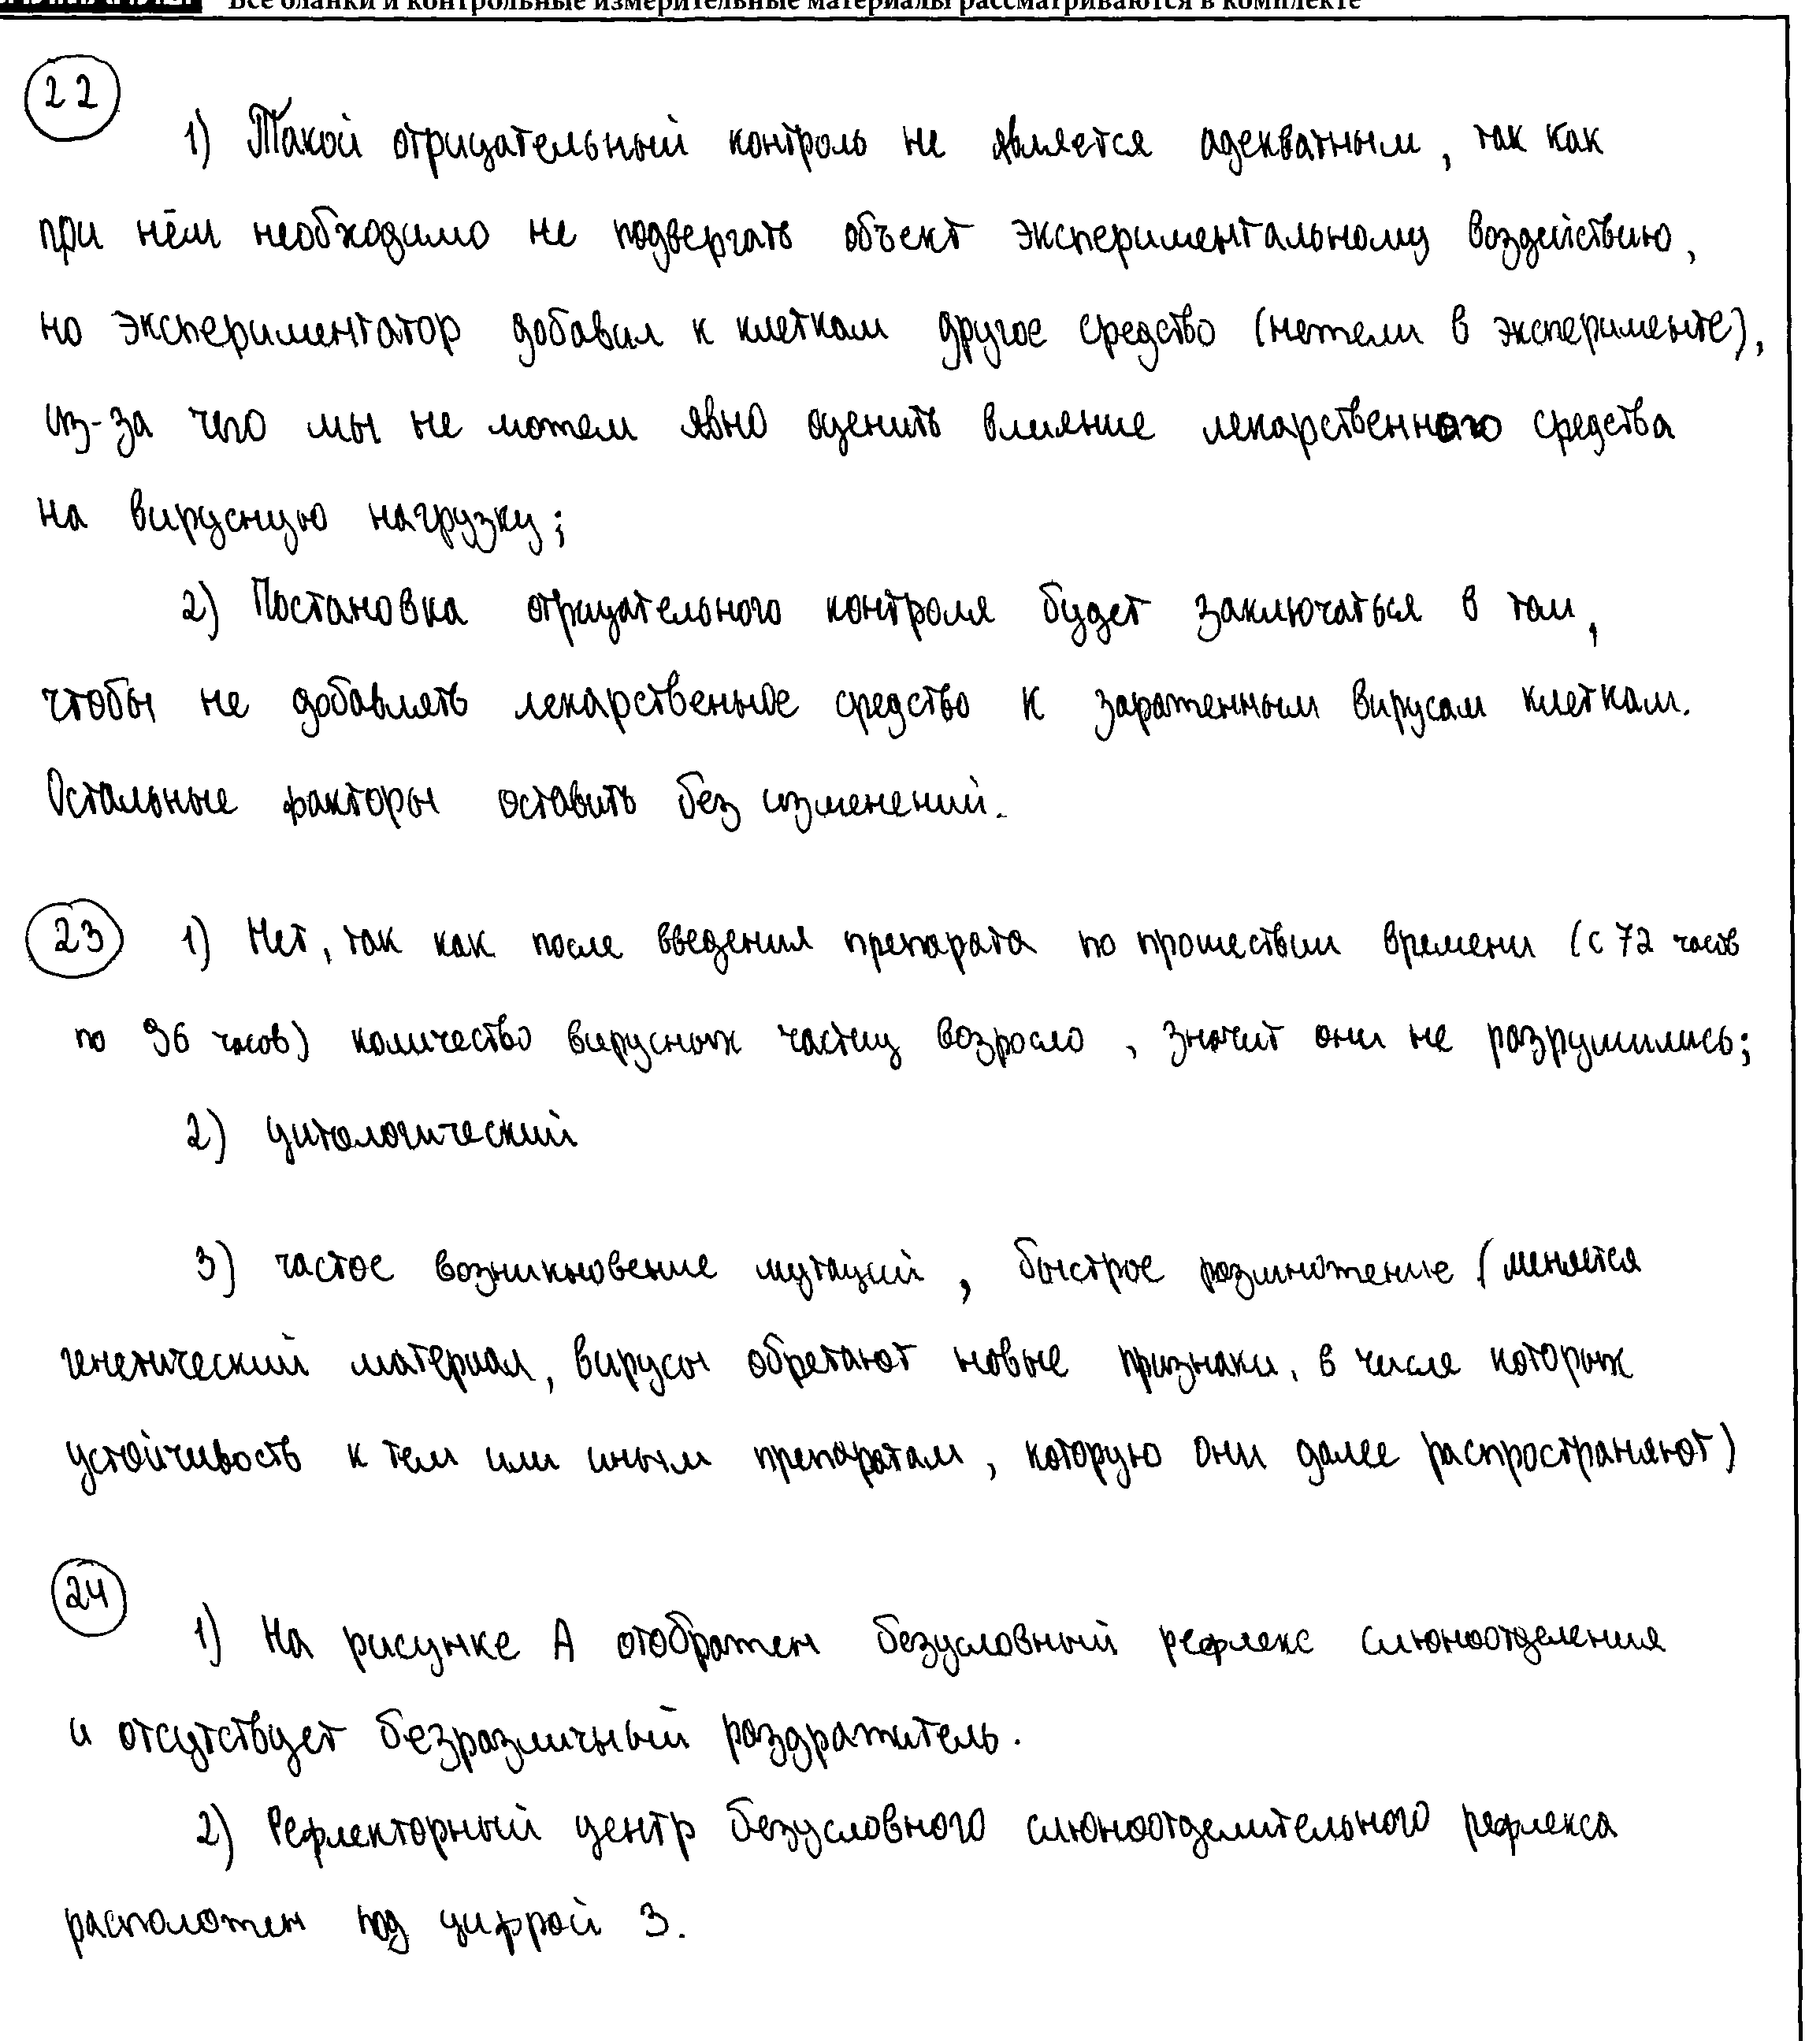 Все бланки и контрольные измерительные материалы рассматриваются в комплекте
22
1) Такой отрицательный контроль не является адекватным, так как
при нём необходимо не подвергать объект экспериментальному воздействию,
но экспериментатор добавил к клеткам другое средство (нежели в эксперименте),
из-за чего мы не можем явно оценить влияние лекарственного средства
на вирусную нагрузку;
2) Постановка отрицательного контроля будет заключаться в том,
чтобы не добавлять лекарственное средство к зараженным вирусам клеткам.
Остальные факторы оставить без изменений.
23 1) Нет, так как после введения препарата по прошествии времени (с 72 часов
по 96 часов) количество вирусных частиц возросло, значит они не разрушились;
2) цитологический
3) частое возникновение мутаций, быстрое размножение (меняется
генетический материал, вирусы обретают новые признаки, в числе которых
устойчивость к тем или иным препаратам, которую они далее распространяют)
24
1) На рисунке А отображен безусловный рефлекс слюноотделения
и отсутствует безразличный раздражитель.
2) Рефлекторный центр безусловного слюноотделительного рефлекса
расположен под цифрой 3.